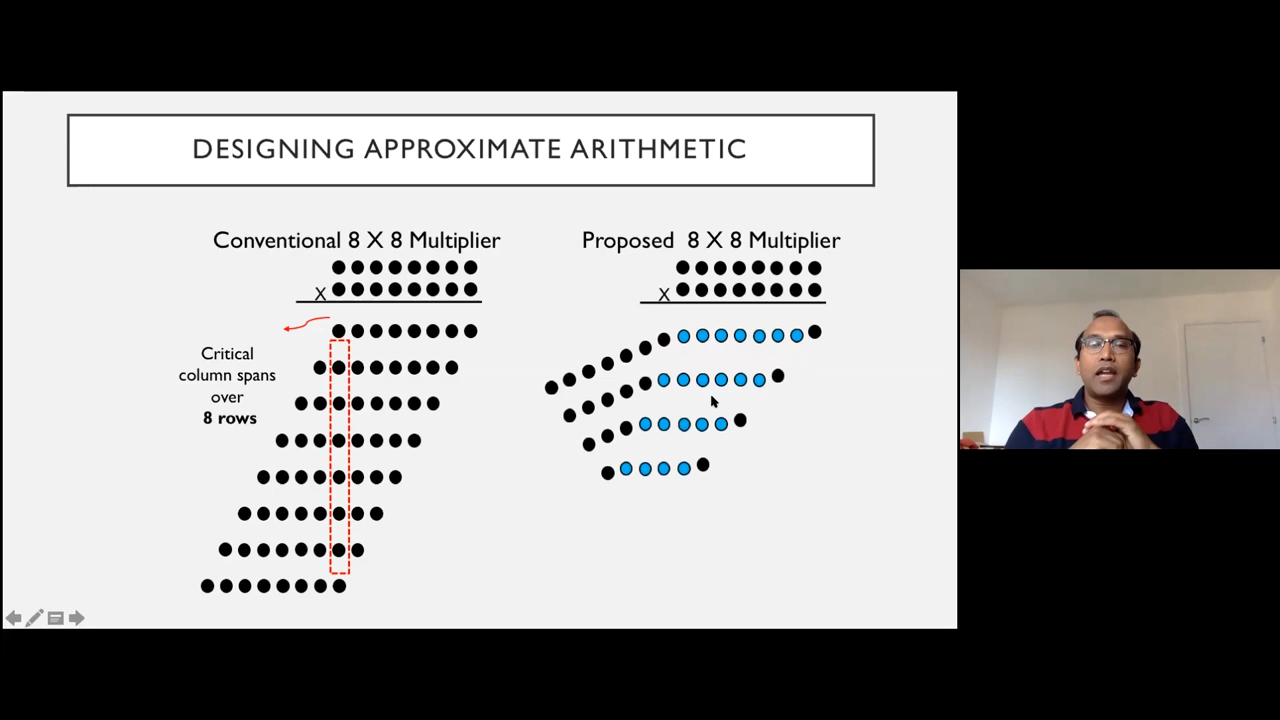 DESIGNING APPROXIMATE ARITHMETIC
Conventional 8 X 8 Multiplier
X
Critical
column spans
over
8 rows
Proposed 8 X 8 Multiplier
X